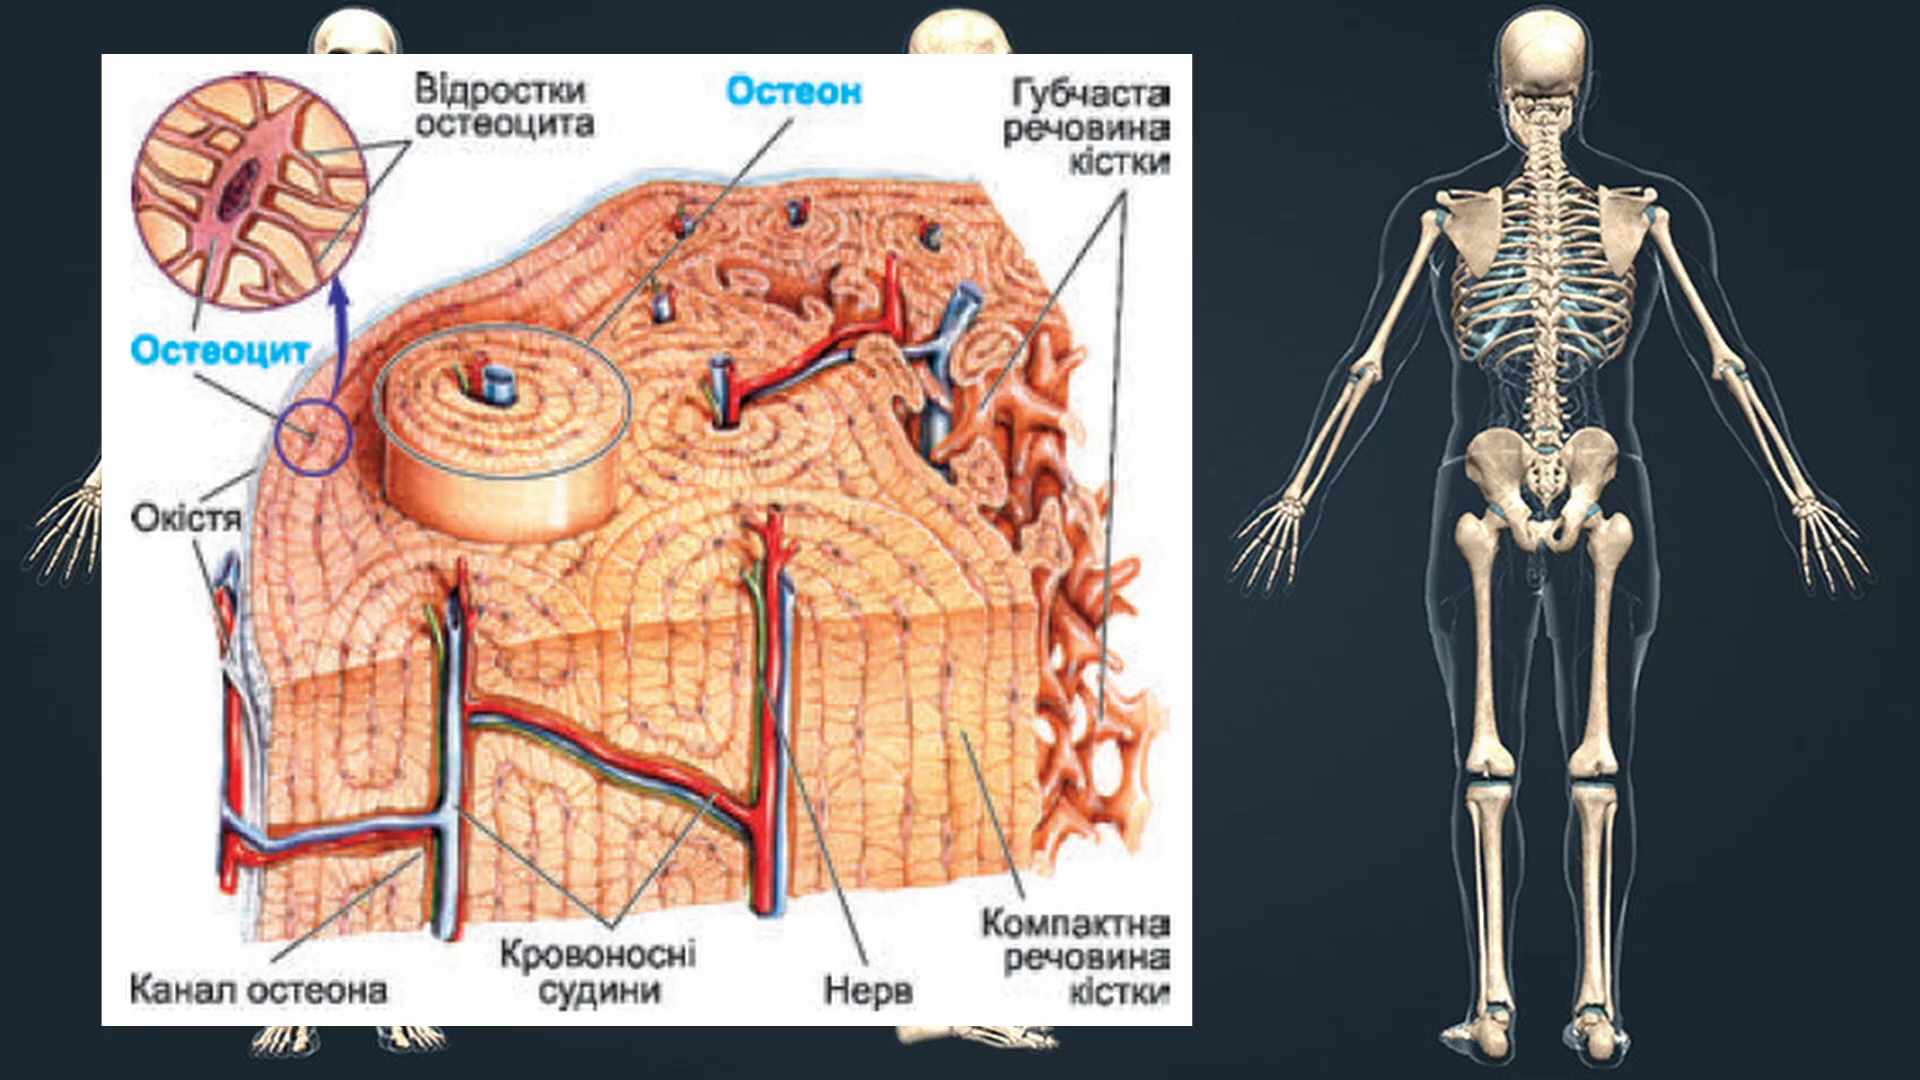 Відростки
остеоцита
Остеон
Губчаста
речовина
кістки
Остеоцит
Окістя
Канал остеона
Кровоносні
судини
Нерв
Компактна
речовина
кістки